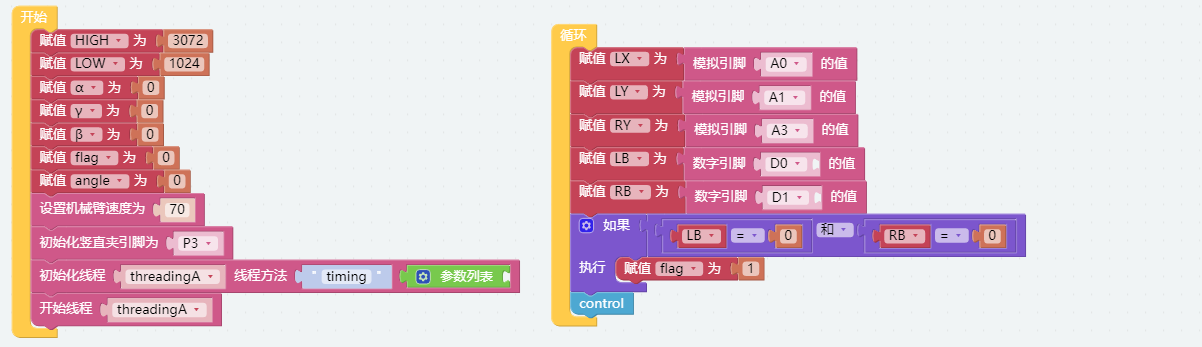 开始
赋值 HIGH 为 3072
赋值 LOW 为 1024
赋值 α 为 0
赋值 γ 为 0
赋值 β 为 0
赋值 flag 为 0
赋值 angle 为 0
设置机械臂速度为 70
初始化竖直夹引脚为 P3
初始化线程 threadingA 线程方法 " timing " 参数列表
开始线程 threadingA
循环
赋值 LX 为 模拟引脚 A0 的值
赋值 LY 为 模拟引脚 A1 的值
赋值 RY 为 模拟引脚 A3 的值
赋值 LB 为 数字引脚 D0 的值
赋值 RB 为 数字引脚 D1 的值
如果 LB = 0 和 RB = 0
执行 赋值 flag 为 1
control